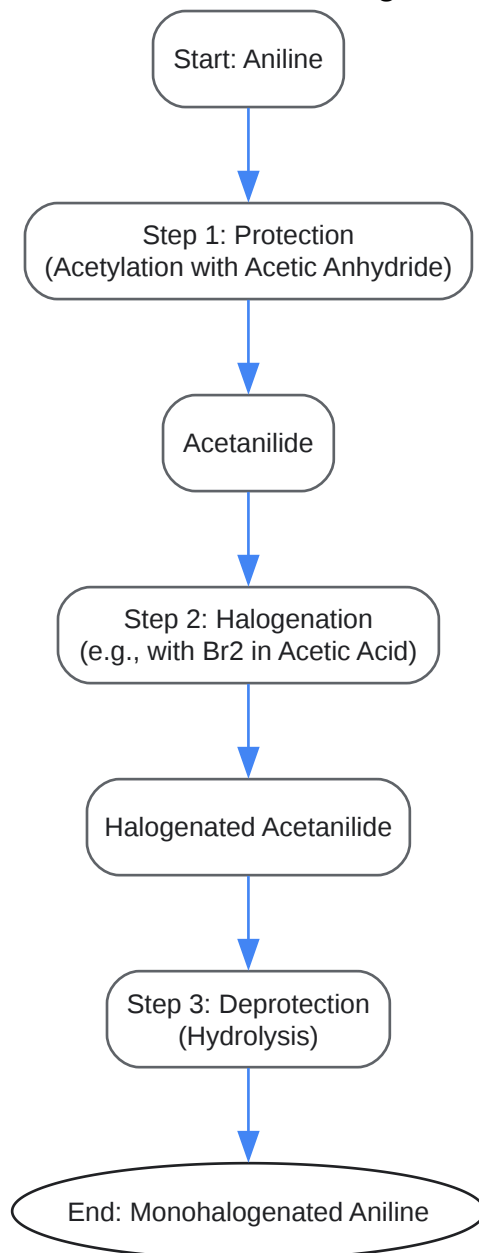 Start: Aniline
Step 1: Protection
(Acetylation with Acetic Anhydride)
Acetanilide
Step 2: Halogenation
(e.g., with Br2 in Acetic Acid)
Halogenated Acetanilide
Step 3: Deprotection
(Hydrolysis)
End: Monohalogenated Aniline